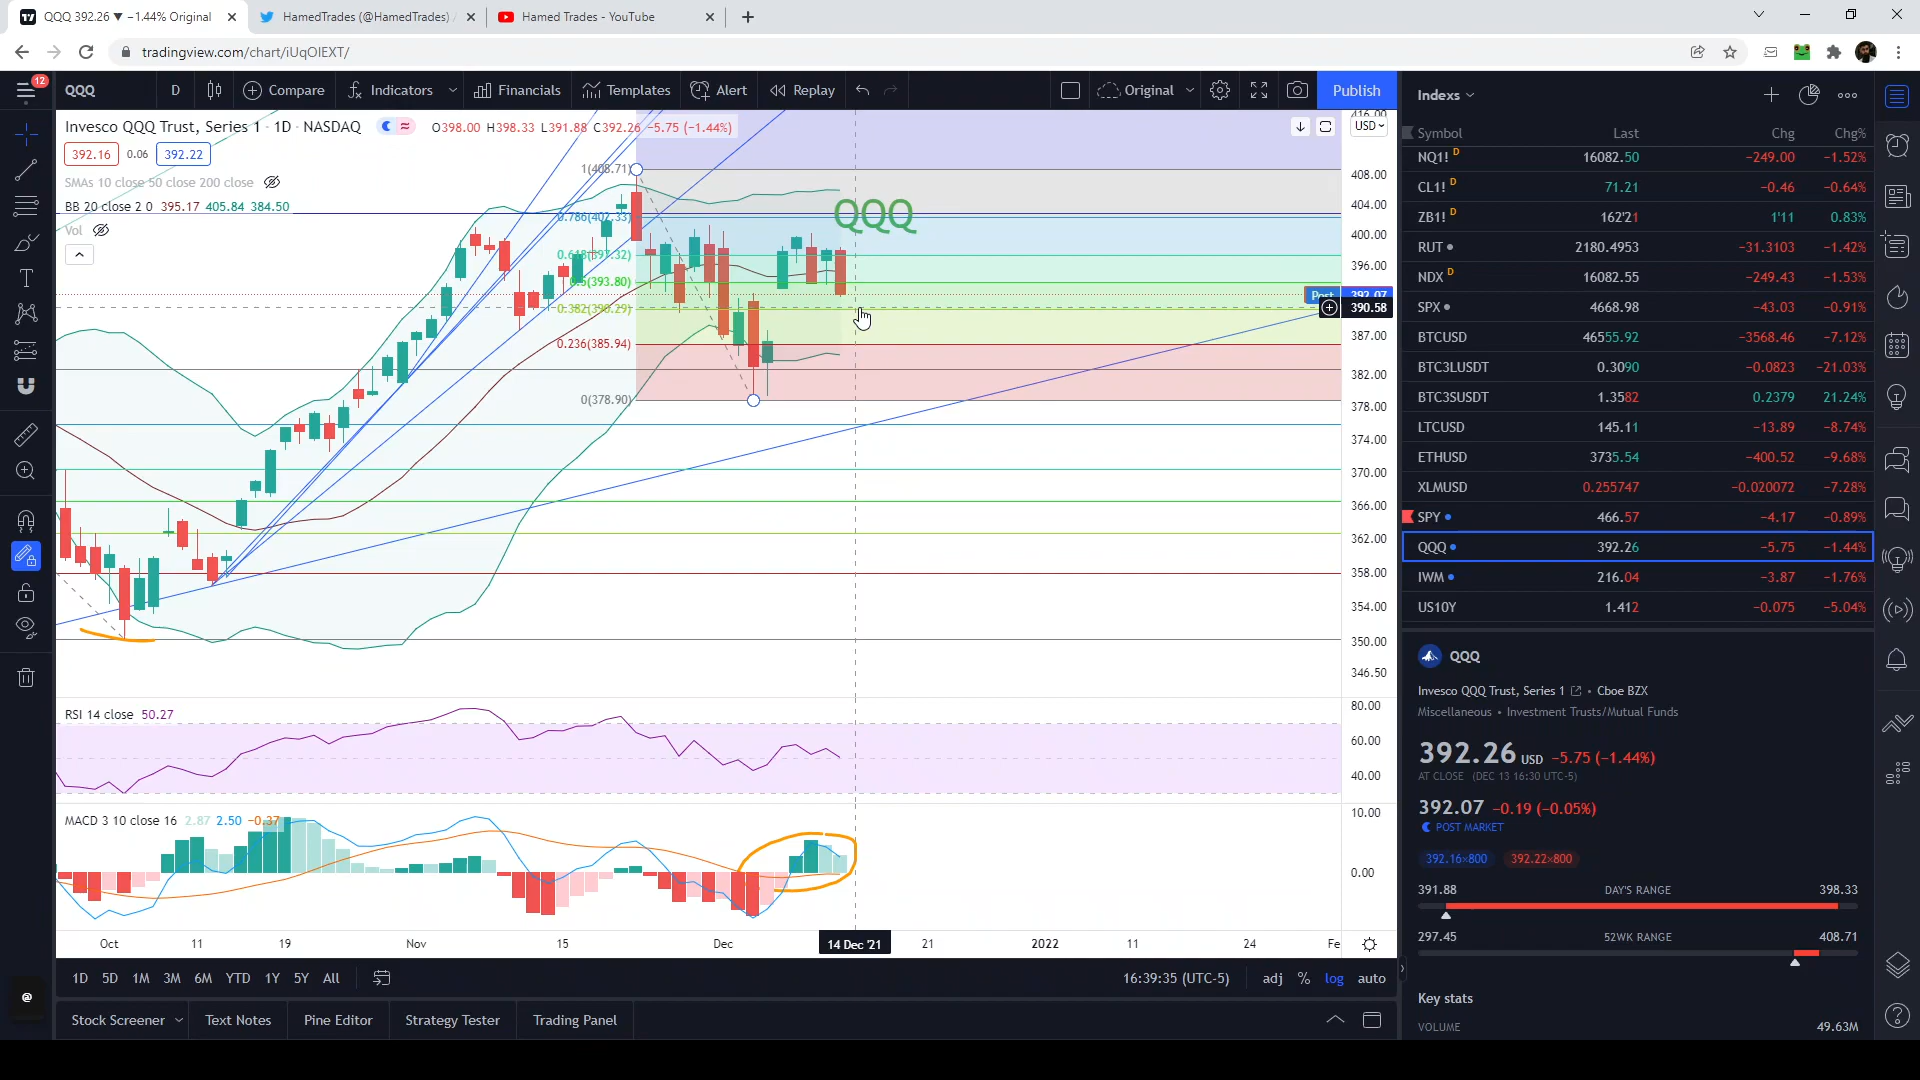 QQQ 392.26 ▼ −1.44% Original
HamedTrades (@HamedTrades) /
Hamed Trades - YouTube
tradingview.com/chart/iUqOIEXT/
12
QQQ
D
Compare
Indicators
Financials
Templates
Alert
Replay
Original
Publish
Invesco QQQ Trust, Series 1 · 1D · NASDAQ
O398.00 H398.33 L391.88 C392.26 −5.75 (−1.44%)
392.16
0.06
392.22
SMAs 10 close 50 close 200 close
BB 20 close 2 0 395.17 405.84 384.50
Vol
1(408.71)
0.786(402.33)
0.618(397.32)
0.5(393.80)
0.382(390.29)
0.236(385.94)
0(378.90)
QQQ
USD
416.00
408.00
404.00
400.00
396.00
Post 392.07
390.58
387.00
382.00
378.00
374.00
370.00
366.00
362.00
358.00
354.00
350.00
346.50
RSI 14 close 50.27
80.00
60.00
40.00
MACD 3 10 close 16 2.87 2.50 −0.37
10.00
0.00
Oct
11
19
Nov
15
Dec
14 Dec '21
21
2022
11
24
Fe
1D
5D
1M
3M
6M
YTD
1Y
5Y
All
16:39:35 (UTC-5)
adj
%
log
auto
Stock Screener
Text Notes
Pine Editor
Strategy Tester
Trading Panel
Indexs
Symbol Last Chg Chg%
NQ1! D 16082.50 −249.00 −1.52%
CL1! D 71.21 −0.46 −0.64%
ZB1! D 162'21 1'11 0.83%
RUT 2180.4953 −31.3103 −1.42%
NDX D 16082.55 −249.43 −1.53%
SPX 4668.98 −43.03 −0.91%
BTCUSD 46555.92 −3568.46 −7.12%
BTC3LUSDT 0.3090 −0.0823 −21.03%
BTC3SUSDT 1.3582 0.2379 21.24%
LTCUSD 145.11 −13.89 −8.74%
ETHUSD 3735.54 −400.52 −9.68%
XLMUSD 0.255747 −0.020072 −7.28%
SPY 466.57 −4.17 −0.89%
QQQ 392.26 −5.75 −1.44%
IWM 216.04 −3.87 −1.76%
US10Y 1.412 −0.075 −5.04%
QQQ
Invesco QQQ Trust, Series 1 • Cboe BZX
Miscellaneous • Investment Trusts/Mutual Funds
392.26 USD −5.75 (−1.44%)
AT CLOSE (DEC 13 16:30 UTC-5)
392.07 −0.19 (−0.05%)
POST MARKET
392.16×800 392.22×800
391.88 DAY'S RANGE 398.33
297.45 52WK RANGE 408.71
Key stats
VOLUME 49.63M